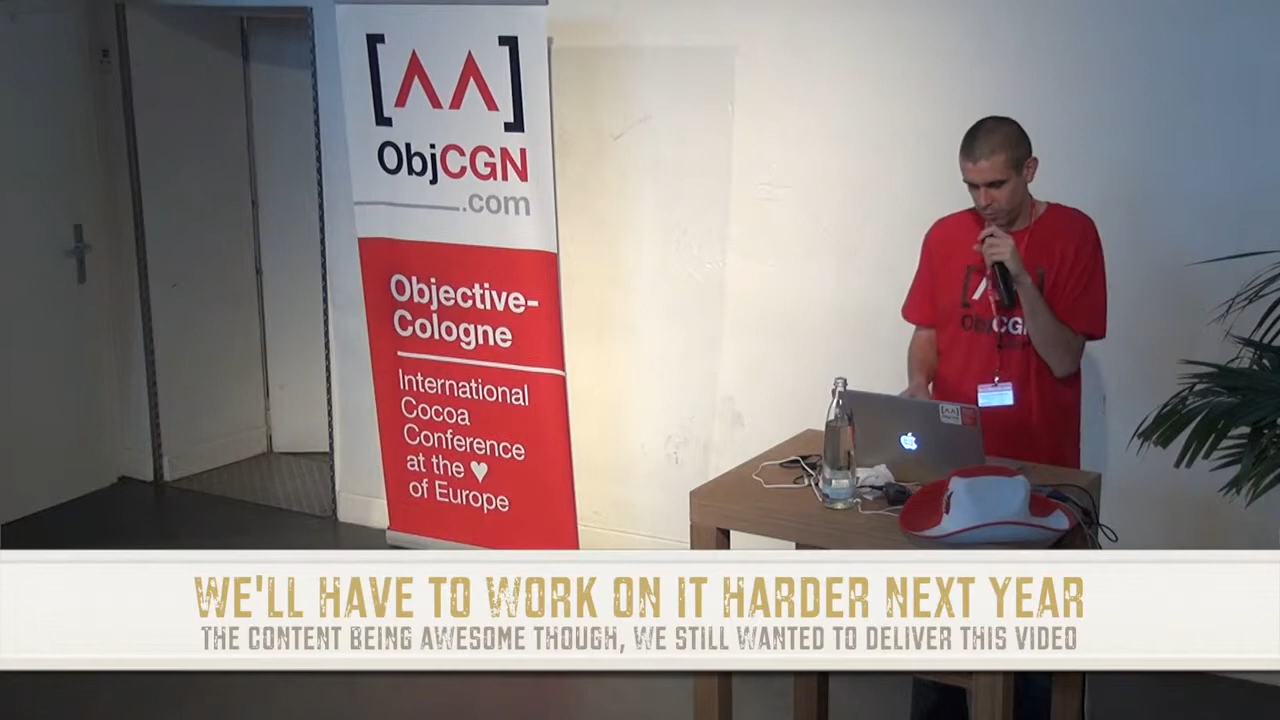 [^^]
ObjCGN
.com
Objective-
Cologne
International
Cocoa
Conference
at the ♥
of Europe
WE'LL HAVE TO WORK ON IT HARDER NEXT YEAR
THE CONTENT BEING AWESOME THOUGH, WE STILL WANTED TO DELIVER THIS VIDEO